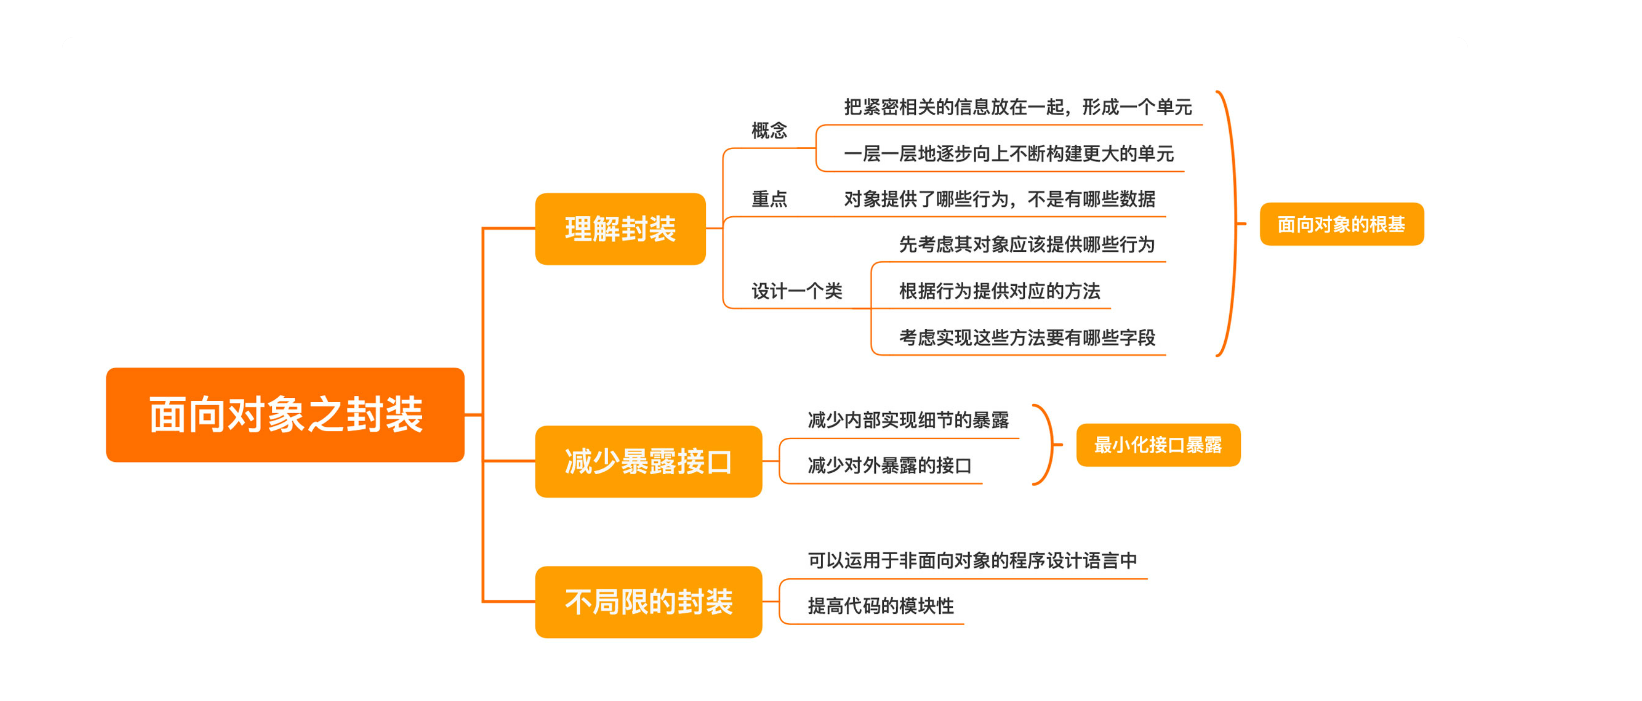 面向对象之封装
理解封装
概念
把紧密相关的信息放在一起，形成一个单元
一层一层地逐步向上不断构建更大的单元
重点
对象提供了哪些行为，不是有哪些数据
设计一个类
先考虑其对象应该提供哪些行为
根据行为提供对应的方法
考虑实现这些方法要有哪些字段
面向对象的根基
减少暴露接口
减少内部实现细节的暴露
减少对外暴露的接口
最小化接口暴露
不局限的封装
可以运用于非面向对象的程序设计语言中
提高代码的模块性